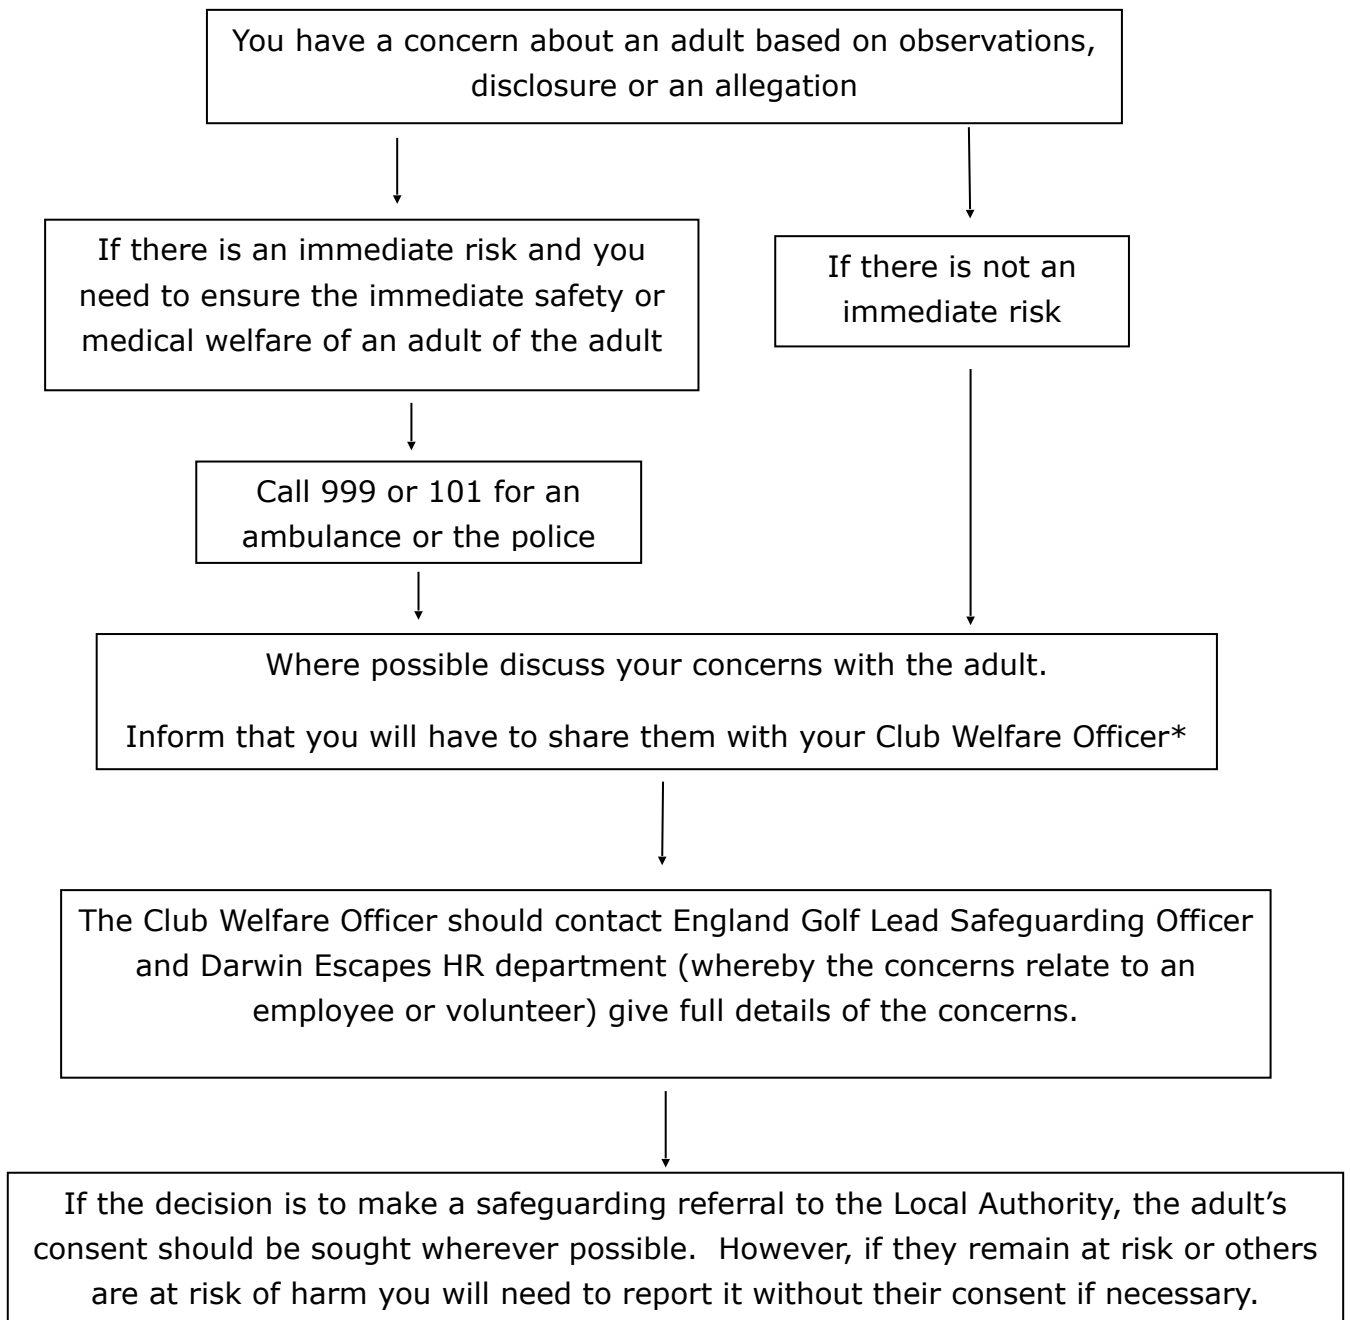 You have a concern about an adult based on observations,
disclosure or an allegation
If there is an immediate risk and you
need to ensure the immediate safety or
medical welfare of an adult of the adult
If there is not an
immediate risk
Call 999 or 101 for an
ambulance or the police
Where possible discuss your concerns with the adult.
Inform that you will have to share them with your Club Welfare Officer*
The Club Welfare Officer should contact England Golf Lead Safeguarding Officer
and Darwin Escapes HR department (whereby the concerns relate to an
employee or volunteer) give full details of the concerns.
If the decision is to make a safeguarding referral to the Local Authority, the adult’s
consent should be sought wherever possible.  However, if they remain at risk or others
are at risk of harm you will need to report it without their consent if necessary.